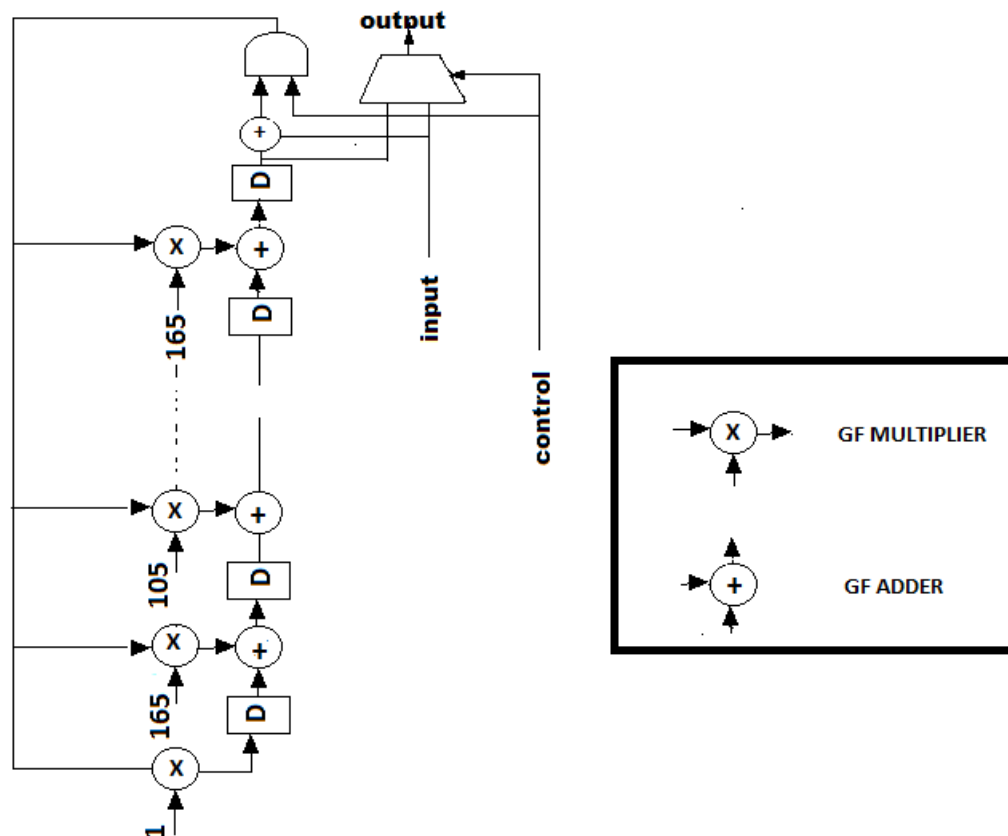 output
+
D
X
+
165
D
input
control
X
+
105
D
X
+
165
D
X
1
X
GF MULTIPLIER
+
GF ADDER